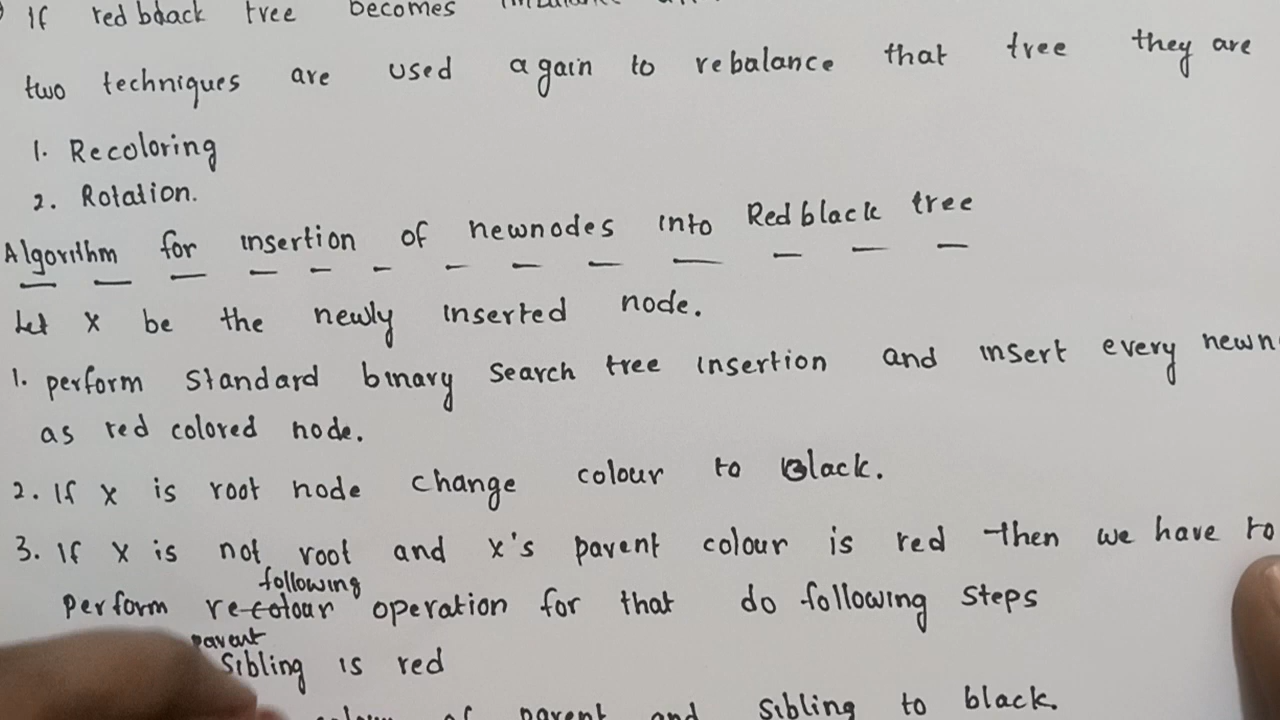 If red bdack tree becomes
two techniques are used again to rebalance that tree they are
1. Recoloring
2. Rotation.
Algorithm for insertion of newnodes into Redblack tree
Let x be the newly inserted node.
1. perform standard binary search tree insertion and insert every newn
as red colored node.
2. If x is root node change colour to Black.
3. If x is not root and x's parent colour is red then we have to
following
perform recolour operation for that do following steps
parent
sibling is red
of parent and sibling to black.